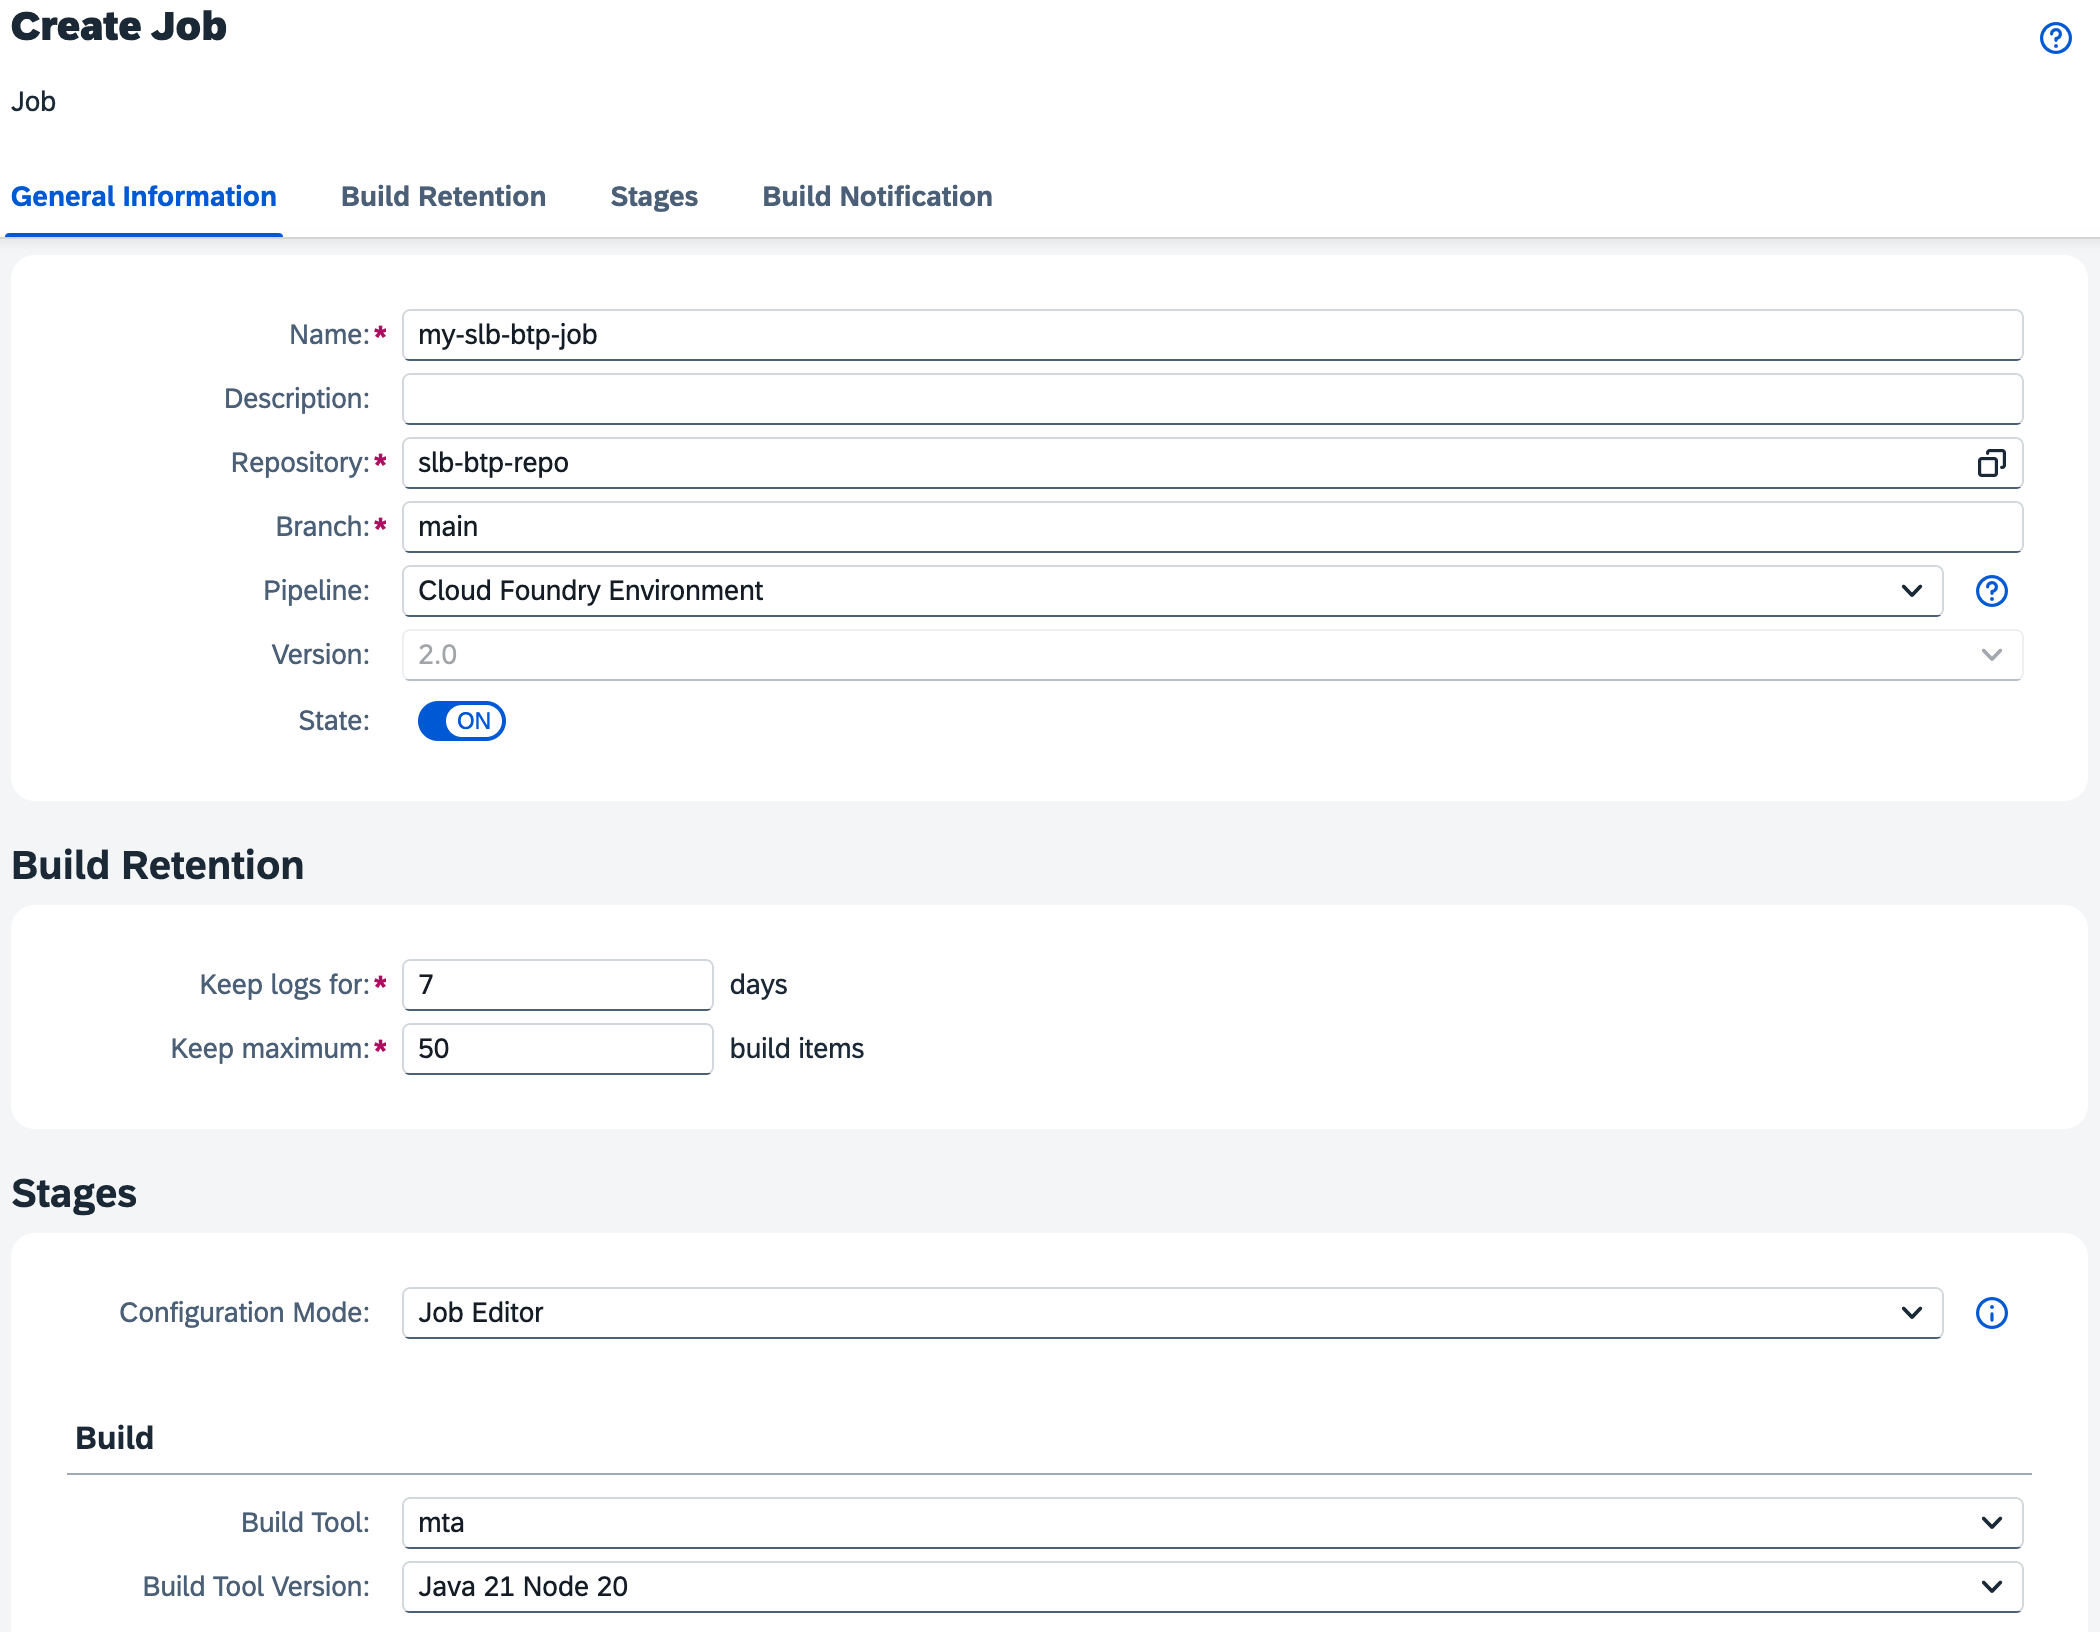 Create Job
Job
General Information Build Retention Stages Build Notification
Name:* my-slb-btp-job
Description:
Repository:* slb-btp-repo
Branch:* main
Pipeline: Cloud Foundry Environment
Version: 2.0
State: ON
Build Retention
Keep logs for:* 7 days
Keep maximum:* 50 build items
Stages
Configuration Mode: Job Editor
Build
Build Tool: mta
Build Tool Version: Java 21 Node 20